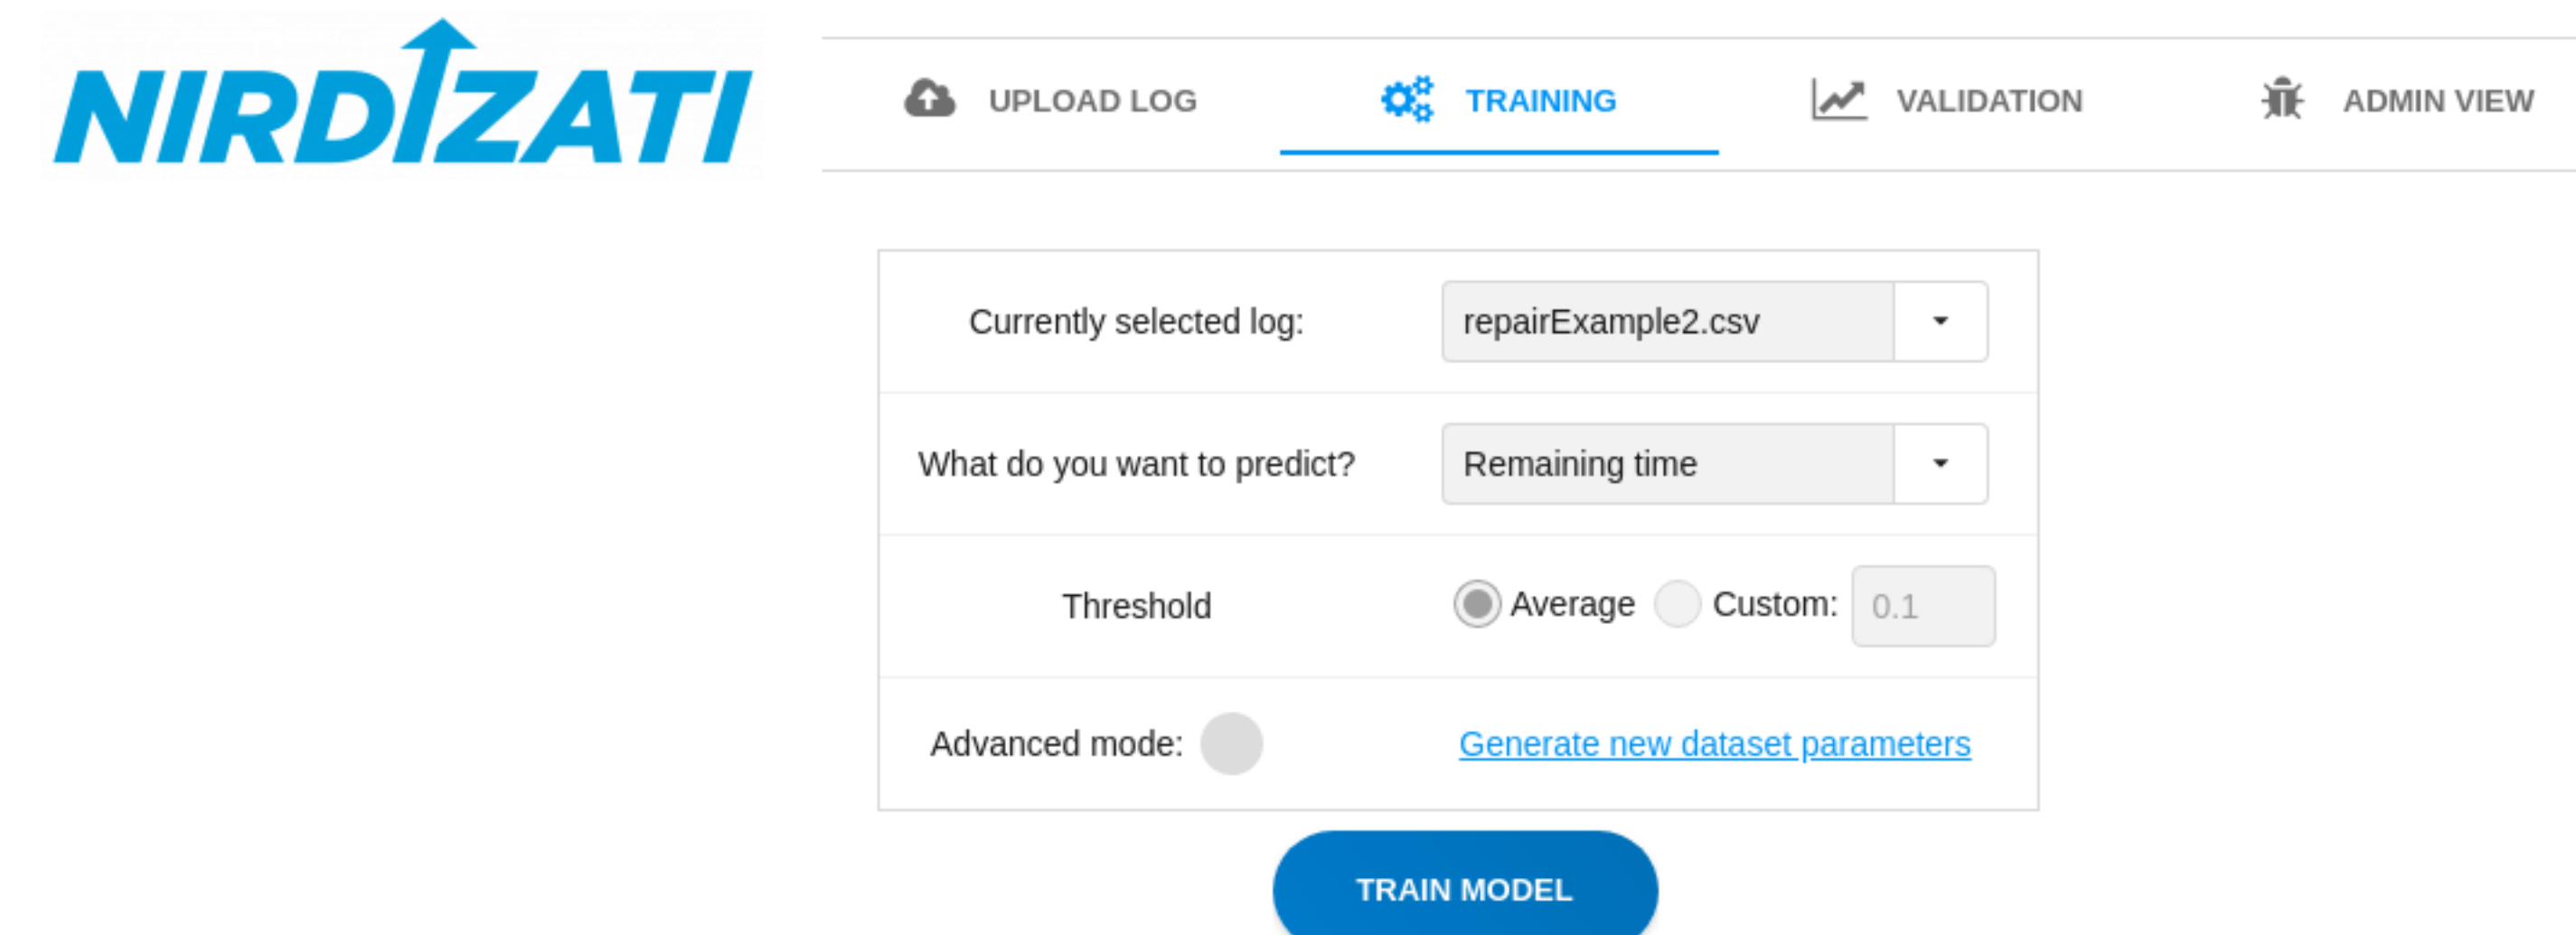 NIRDIZATI
UPLOAD LOG TRAINING VALIDATION ADMIN VIEW
Currently selected log: repairExample2.csv
What do you want to predict? Remaining time
Threshold Average Custom: 0.1
Advanced mode: Generate new dataset parameters
TRAIN MODEL